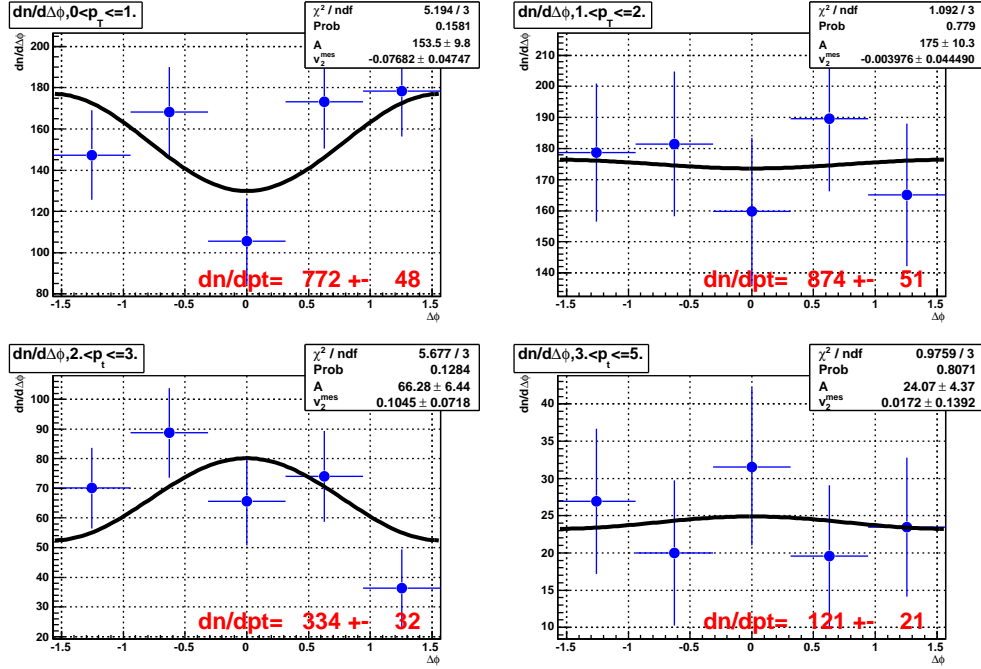 dn/dΔϕ,0<p_T<=1.
χ² / ndf 5.194 / 3
Prob 0.1581
A 153.5 ± 9.8
v₂^mes -0.07682 ± 0.04747
dn/dΔϕ
200
180
160
140
120
100
80
dn/dpt= 772 +- 48
-1.5 -1 -0.5 0 0.5 1 1.5
Δϕ
dn/dΔϕ,1.<p_T<=2.
χ² / ndf 1.092 / 3
Prob 0.779
A 175 ± 10.3
v₂^mes -0.003976 ± 0.044490
dn/dΔϕ
210
200
190
180
170
160
150
140
dn/dpt= 874 +- 51
-1.5 -1 -0.5 0 0.5 1 1.5
Δϕ
dn/dΔϕ,2.<p_t<=3.
χ² / ndf 5.677 / 3
Prob 0.1284
A 66.28 ± 6.44
v₂^mes 0.1045 ± 0.0718
dn/dΔϕ
100
90
80
70
60
50
40
30
20
dn/dpt= 334 +- 32
-1.5 -1 -0.5 0 0.5 1 1.5
Δϕ
dn/dΔϕ,3.<p_t<=5.
χ² / ndf 0.9759 / 3
Prob 0.8071
A 24.07 ± 4.37
v₂^mes 0.0172 ± 0.1392
dn/dΔϕ
40
35
30
25
20
15
10
dn/dpt= 121 +- 21
-1.5 -1 -0.5 0 0.5 1 1.5
Δϕ